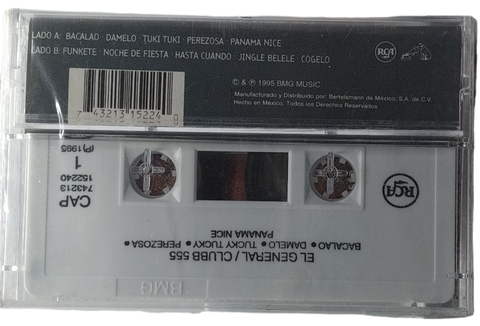 LADO A: BACALAO · DAMELO · TUKI TUKI · PEREZOSA · PANAMA NICE
LADO B: FUNKETE · NOCHE DE FIESTA · HASTA CUANDO · JINGLE BELELE · COGELO
RCA
© & ℗ 1995 BMG MUSIC
Manufacturado y Distribuido por: Bertelsmann de México, S.A. de C.V.
Hecho en México. Todos los Derechos Reservados
7 43213 15224 0
BMG
EL GENERAL / CLUBB 555
BACALAO ● DAMELO ● TUCKY TUCKY ● PEREZOSA ●
PANAMA NICE
RCA
CAP
743213
152240
1
(P)1995